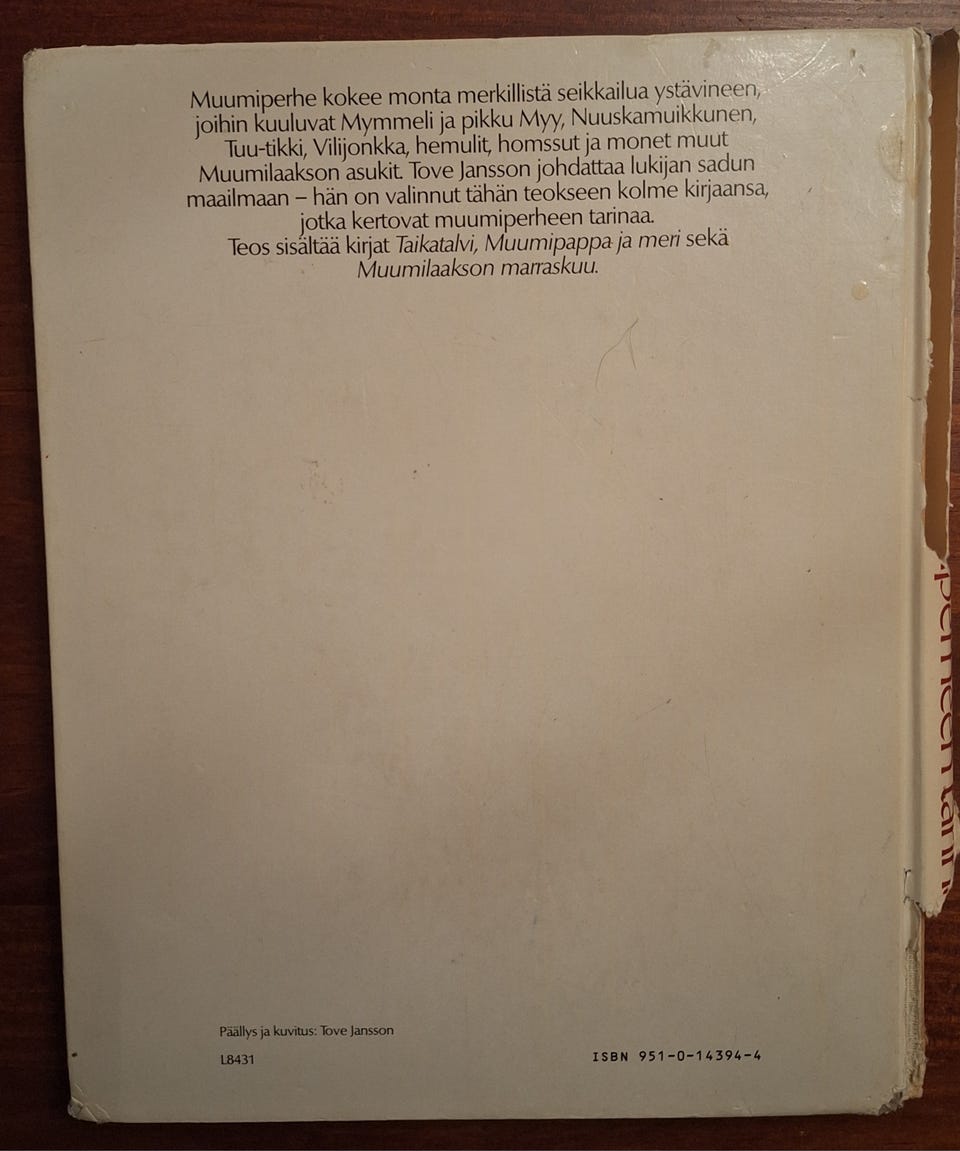 Muumiperhe kokee monta merkillistä seikkailua ystävineen,
joihin kuuluvat Mymmeli ja pikku Myy, Nuuskamuikkunen,
Tuu-tikki, Vilijonkka, hemulit, homssut ja monet muut
Muumilaakson asukit. Tove Jansson johdattaa lukijan sadun
maailmaan – hän on valinnut tähän teokseen kolme kirjaansa,
jotka kertovat muumiperheen tarinaa.
Teos sisältää kirjat Taikatalvi, Muumipappa ja meri sekä
Muumilaakson marraskuu.
Päällys ja kuvitus: Tove Jansson
L8431
ISBN 951-0-14394-4